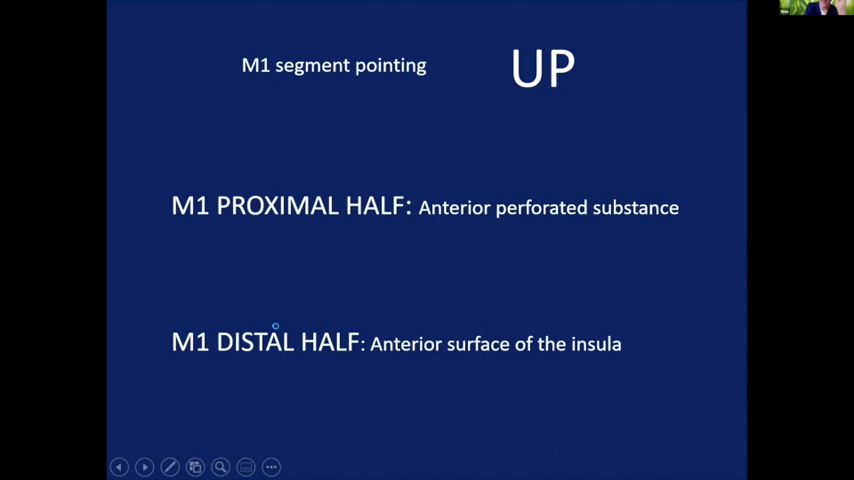 M1 segment pointing UP
M1 PROXIMAL HALF: Anterior perforated substance
M1 DISTAL HALF: Anterior surface of the insula